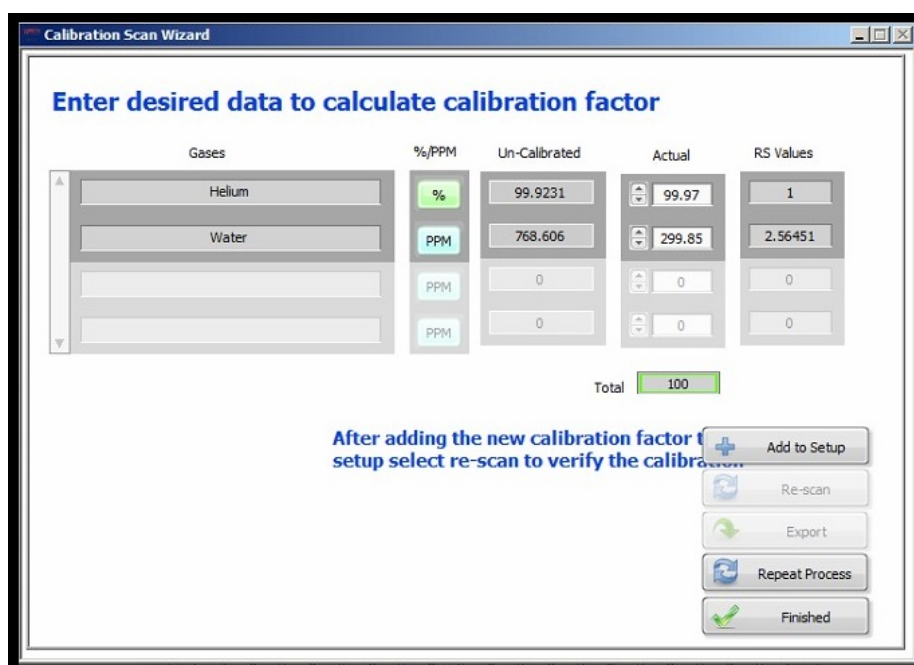 Calibration Scan Wizard
Enter desired data to calculate calibration factor
Gases %/PPM Un-Calibrated Actual RS Values
Helium % 99.9231 99.97 1
Water PPM 768.606 299.85 2.56451
PPM 0 0 0
PPM 0 0 0
Total 100
After adding the new calibration factor t
setup select re-scan to verify the calibration
Add to Setup
Re-scan
Export
Repeat Process
Finished